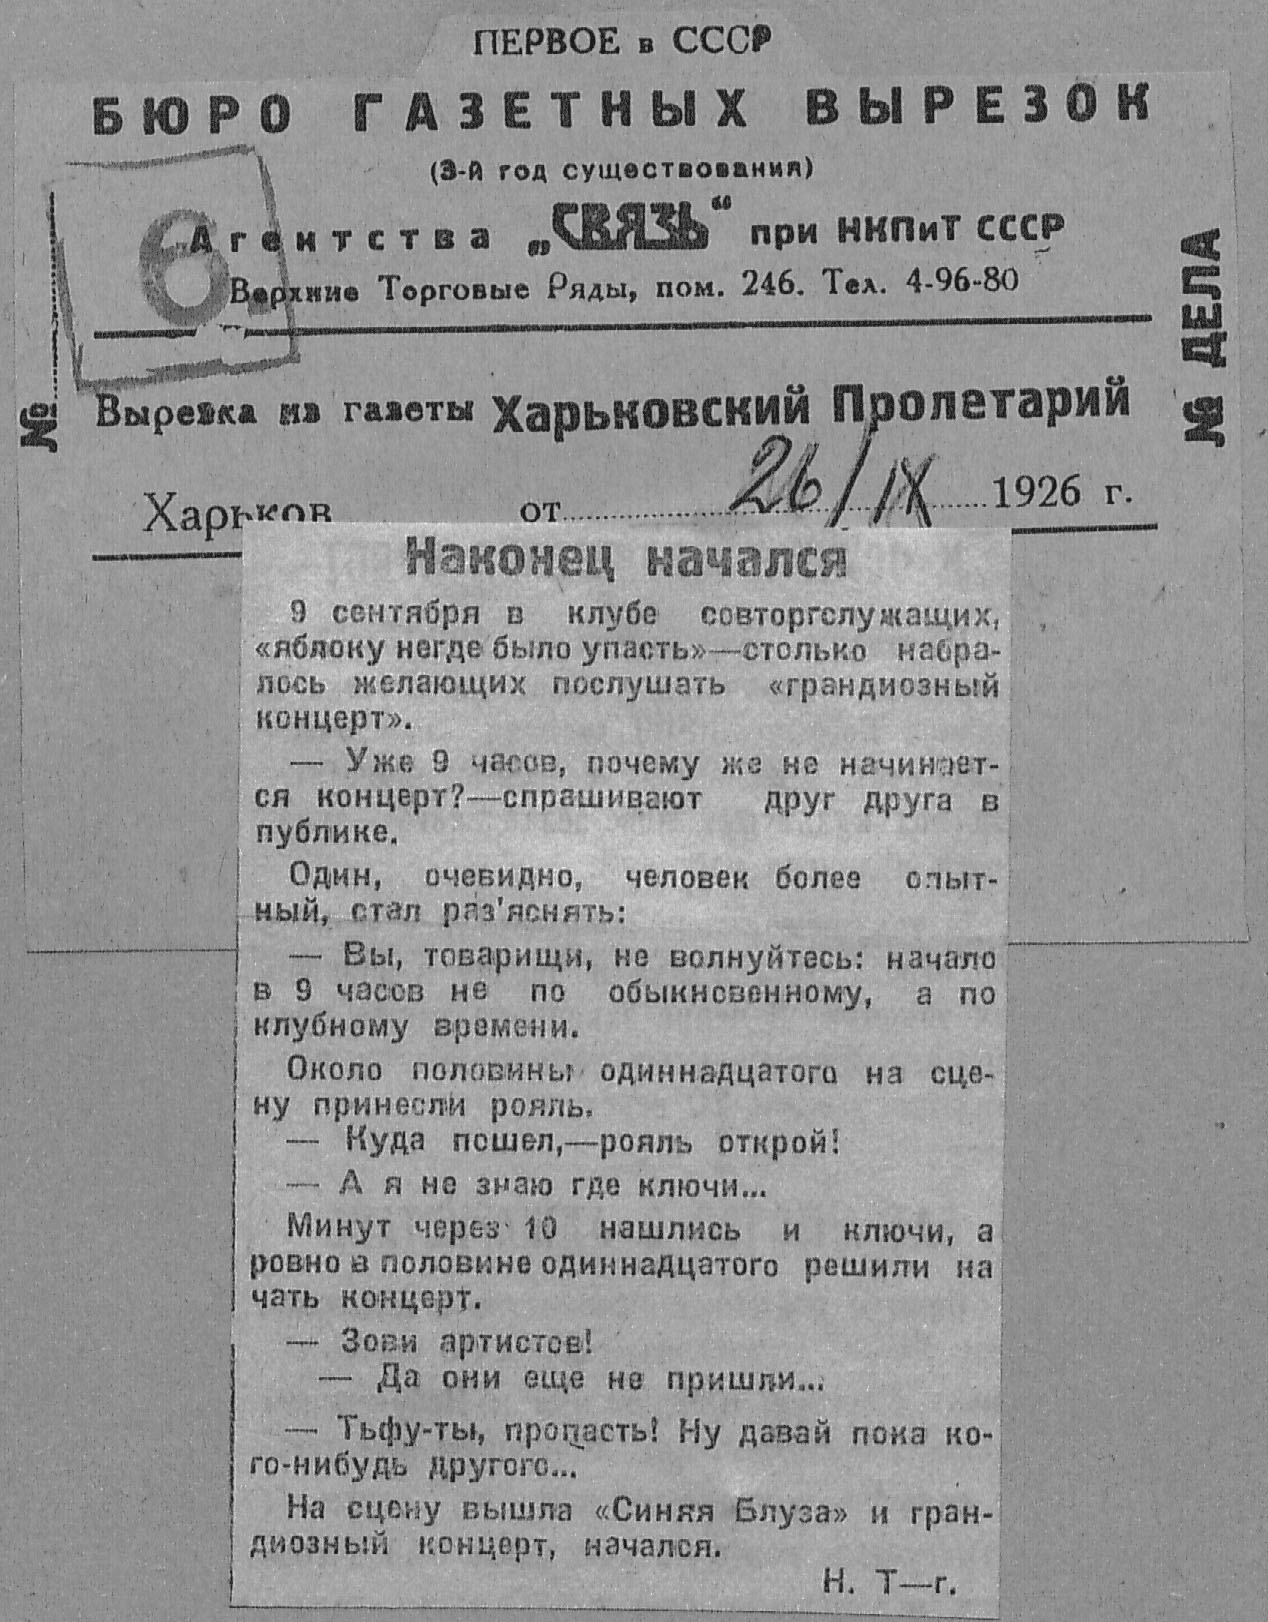 ПЕРВОЕ в СССР
БЮРО ГАЗЕТНЫХ ВЫРЕЗОК
(3-й год существования)
Агентства „СВЯЗЬ“ при НКПиТ СССР
Верхние Торговые Ряды, пом. 246. Тел. 4-96-80
6.
№
№ ДЕЛА
Вырезка из газеты Харьковский Пролетарий
Харьков от 26/IX 1926 г.
Наконец начался
9 сентября в клубе совторгслужащих,
«яблоку негде было упасть»—столько набра-
лось желающих послушать «грандиозный
концерт».
— Уже 9 часов, почему же не начинает-
ся концерт?—спрашивают друг друга в
публике.
Один, очевидно, человек более опыт-
ный, стал раз'яснять:
— Вы, товарищи, не волнуйтесь: начало
в 9 часов не по обыкновенному, а по
клубному времени.
Около половины одиннадцатого на сце-
ну принесли рояль.
— Куда пошел,—рояль открой!
— А я не знаю где ключи...
Минут через 10 нашлись и ключи, а
ровно в половине одиннадцатого решили на
чать концерт.
— Зови артистов!
— Да они еще не пришли...
— Тьфу-ты, пропасть! Ну давай пока ко-
го-нибудь другого...
На сцену вышла «Синяя Блуза» и гран-
диозный концерт, начался.
Н. Т—г.